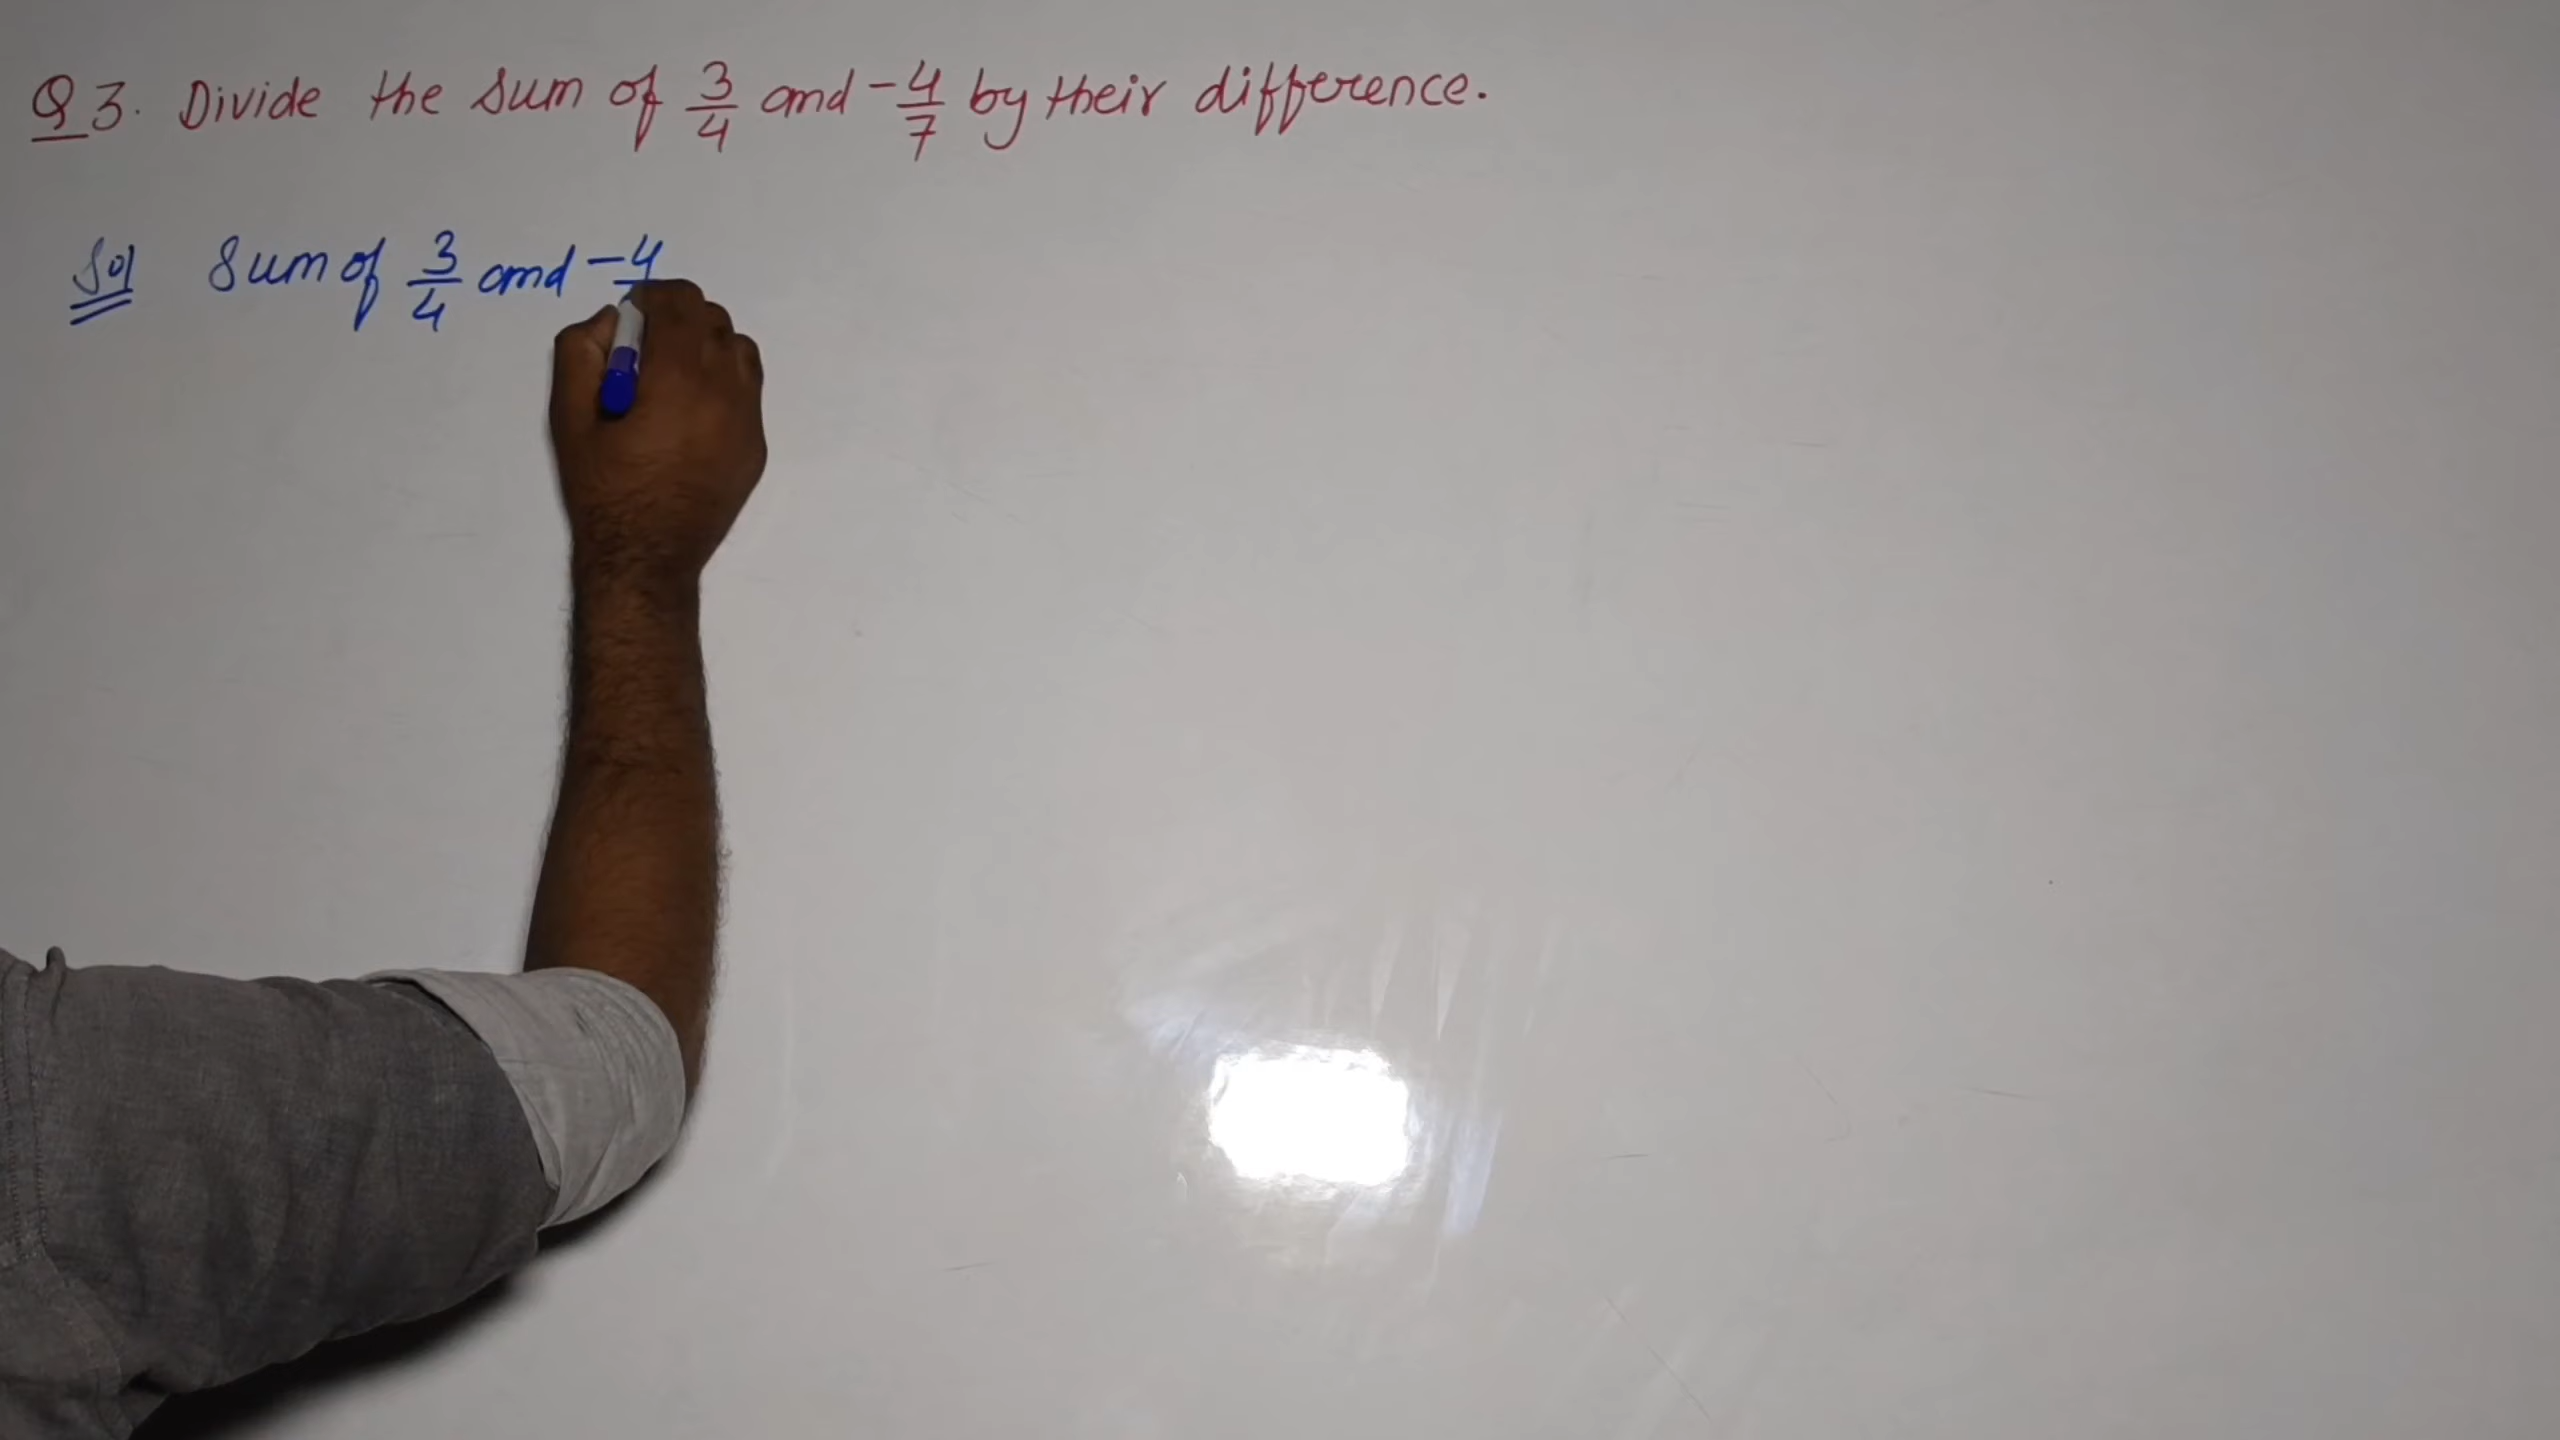 Q3. Divide the sum of 3/4 and -4/7 by their difference.
Sol Sum of 3/4 and -4